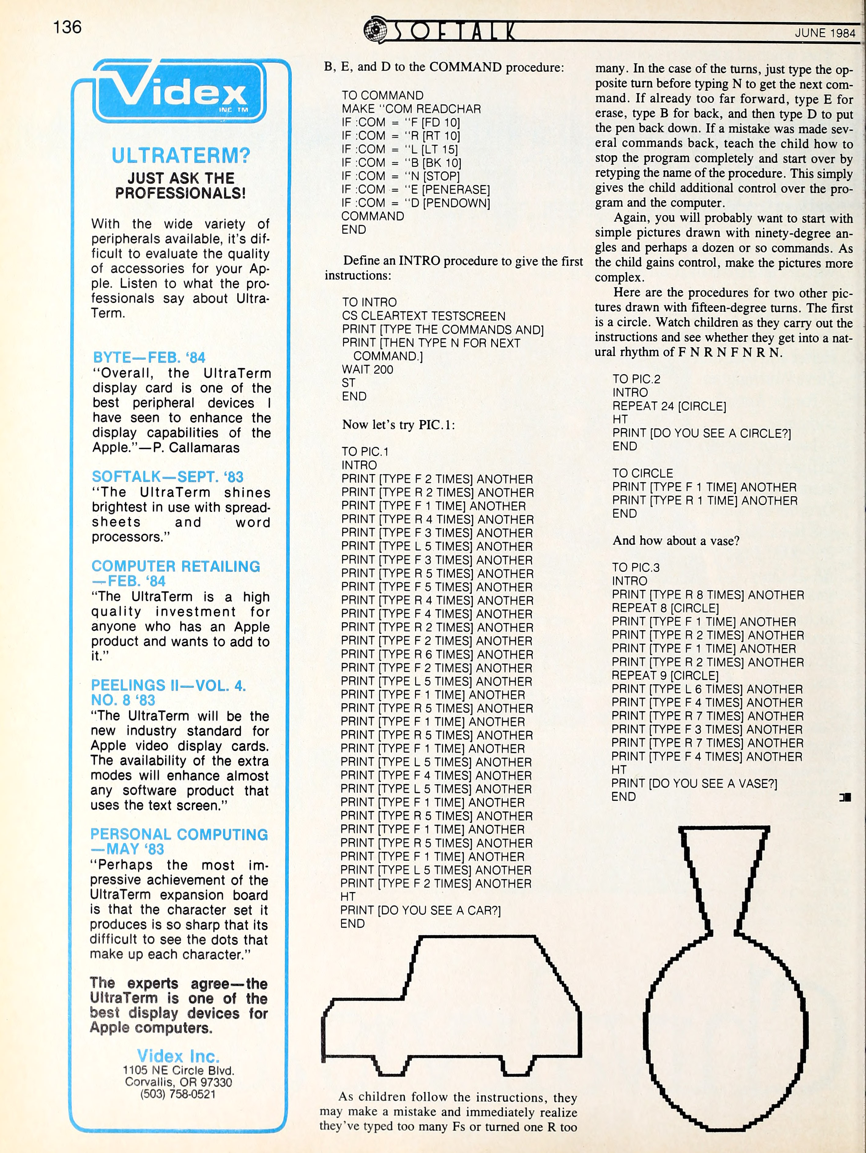 136
SOFTALK
JUNE 1984
Videx
INC TM
ULTRATERM?
JUST ASK THE
PROFESSIONALS!
With the wide variety of
peripherals available, it's dif-
ficult to evaluate the quality
of accessories for your Ap-
ple. Listen to what the pro-
fessionals say about Ultra-
Term.
BYTE—FEB. ‘84
“Overall, the UltraTerm
display card is one of the
best peripheral devices I
have seen to enhance the
display capabilities of the
Apple.”—P. Callamaras
SOFTALK—SEPT. ‘83
“The UltraTerm shines
brightest in use with spread-
sheets and word
processors.”
COMPUTER RETAILING
—FEB. ‘84
“The UltraTerm is a high
quality investment for
anyone who has an Apple
product and wants to add to
it.”
PEELINGS II—VOL. 4.
NO. 8 ‘83
“The UltraTerm will be the
new industry standard for
Apple video display cards.
The availability of the extra
modes will enhance almost
any software product that
uses the text screen.”
PERSONAL COMPUTING
—MAY ‘83
“Perhaps the most im-
pressive achievement of the
UltraTerm expansion board
is that the character set it
produces is so sharp that its
difficult to see the dots that
make up each character.”
The experts agree—the
UltraTerm is one of the
best display devices for
Apple computers.
Videx Inc.
1105 NE Circle Blvd.
Corvallis, OR 97330
(503) 758-0521
B, E, and D to the COMMAND procedure:
TO COMMAND
MAKE “COM READCHAR
IF :COM = “F [FD 10]
IF :COM = “R [RT 10]
IF :COM = “L [LT 15]
IF :COM = “B [BK 10]
IF :COM = “N [STOP]
IF :COM = “E [PENERASE]
IF :COM = “D [PENDOWN]
COMMAND
END
Define an INTRO procedure to give the first
instructions:
TO INTRO
CS CLEARTEXT TESTSCREEN
PRINT [TYPE THE COMMANDS AND]
PRINT [THEN TYPE N FOR NEXT
COMMAND.]
WAIT 200
ST
END
Now let's try PIC.1:
TO PIC.1
INTRO
PRINT [TYPE F 2 TIMES] ANOTHER
PRINT [TYPE R 2 TIMES] ANOTHER
PRINT [TYPE F 1 TIME] ANOTHER
PRINT [TYPE R 4 TIMES] ANOTHER
PRINT [TYPE F 3 TIMES] ANOTHER
PRINT [TYPE L 5 TIMES] ANOTHER
PRINT [TYPE F 3 TIMES] ANOTHER
PRINT [TYPE R 5 TIMES] ANOTHER
PRINT [TYPE F 5 TIMES] ANOTHER
PRINT [TYPE R 4 TIMES] ANOTHER
PRINT [TYPE F 4 TIMES] ANOTHER
PRINT [TYPE R 2 TIMES] ANOTHER
PRINT [TYPE F 2 TIMES] ANOTHER
PRINT [TYPE R 6 TIMES] ANOTHER
PRINT [TYPE F 2 TIMES] ANOTHER
PRINT [TYPE L 5 TIMES] ANOTHER
PRINT [TYPE F 1 TIME] ANOTHER
PRINT [TYPE R 5 TIMES] ANOTHER
PRINT [TYPE F 1 TIME] ANOTHER
PRINT [TYPE R 5 TIMES] ANOTHER
PRINT [TYPE F 1 TIME] ANOTHER
PRINT [TYPE L 5 TIMES] ANOTHER
PRINT [TYPE F 4 TIMES] ANOTHER
PRINT [TYPE L 5 TIMES] ANOTHER
PRINT [TYPE F 1 TIME] ANOTHER
PRINT [TYPE R 5 TIMES] ANOTHER
PRINT [TYPE F 1 TIME] ANOTHER
PRINT [TYPE R 5 TIMES] ANOTHER
PRINT [TYPE F 1 TIME] ANOTHER
PRINT [TYPE L 5 TIMES] ANOTHER
PRINT [TYPE F 2 TIMES] ANOTHER
HT
PRINT [DO YOU SEE A CAR?]
END
As children follow the instructions, they
may make a mistake and immediately realize
they've typed too many Fs or turned one R too
many. In the case of the turns, just type the op-
posite turn before typing N to get the next com-
mand. If already too far forward, type E for
erase, type B for back, and then type D to put
the pen back down. If a mistake was made sev-
eral commands back, teach the child how to
stop the program completely and start over by
retyping the name of the procedure. This simply
gives the child additional control over the pro-
gram and the computer.
Again, you will probably want to start with
simple pictures drawn with ninety-degree an-
gles and perhaps a dozen or so commands. As
the child gains control, make the pictures more
complex.
Here are the procedures for two other pic-
tures drawn with fifteen-degree turns. The first
is a circle. Watch children as they carry out the
instructions and see whether they get into a nat-
ural rhythm of F N R N F N R N.
TO PIC.2
INTRO
REPEAT 24 [CIRCLE]
HT
PRINT [DO YOU SEE A CIRCLE?]
END
TO CIRCLE
PRINT [TYPE F 1 TIME] ANOTHER
PRINT [TYPE R 1 TIME] ANOTHER
END
And how about a vase?
TO PIC.3
INTRO
PRINT [TYPE R 8 TIMES] ANOTHER
REPEAT 8 [CIRCLE]
PRINT [TYPE F 1 TIME] ANOTHER
PRINT [TYPE R 2 TIMES] ANOTHER
PRINT [TYPE F 1 TIME] ANOTHER
PRINT [TYPE R 2 TIMES] ANOTHER
REPEAT 9 [CIRCLE]
PRINT [TYPE L 6 TIMES] ANOTHER
PRINT [TYPE F 4 TIMES] ANOTHER
PRINT [TYPE R 7 TIMES] ANOTHER
PRINT [TYPE F 3 TIMES] ANOTHER
PRINT [TYPE R 7 TIMES] ANOTHER
PRINT [TYPE F 4 TIMES] ANOTHER
HT
PRINT [DO YOU SEE A VASE?]
END